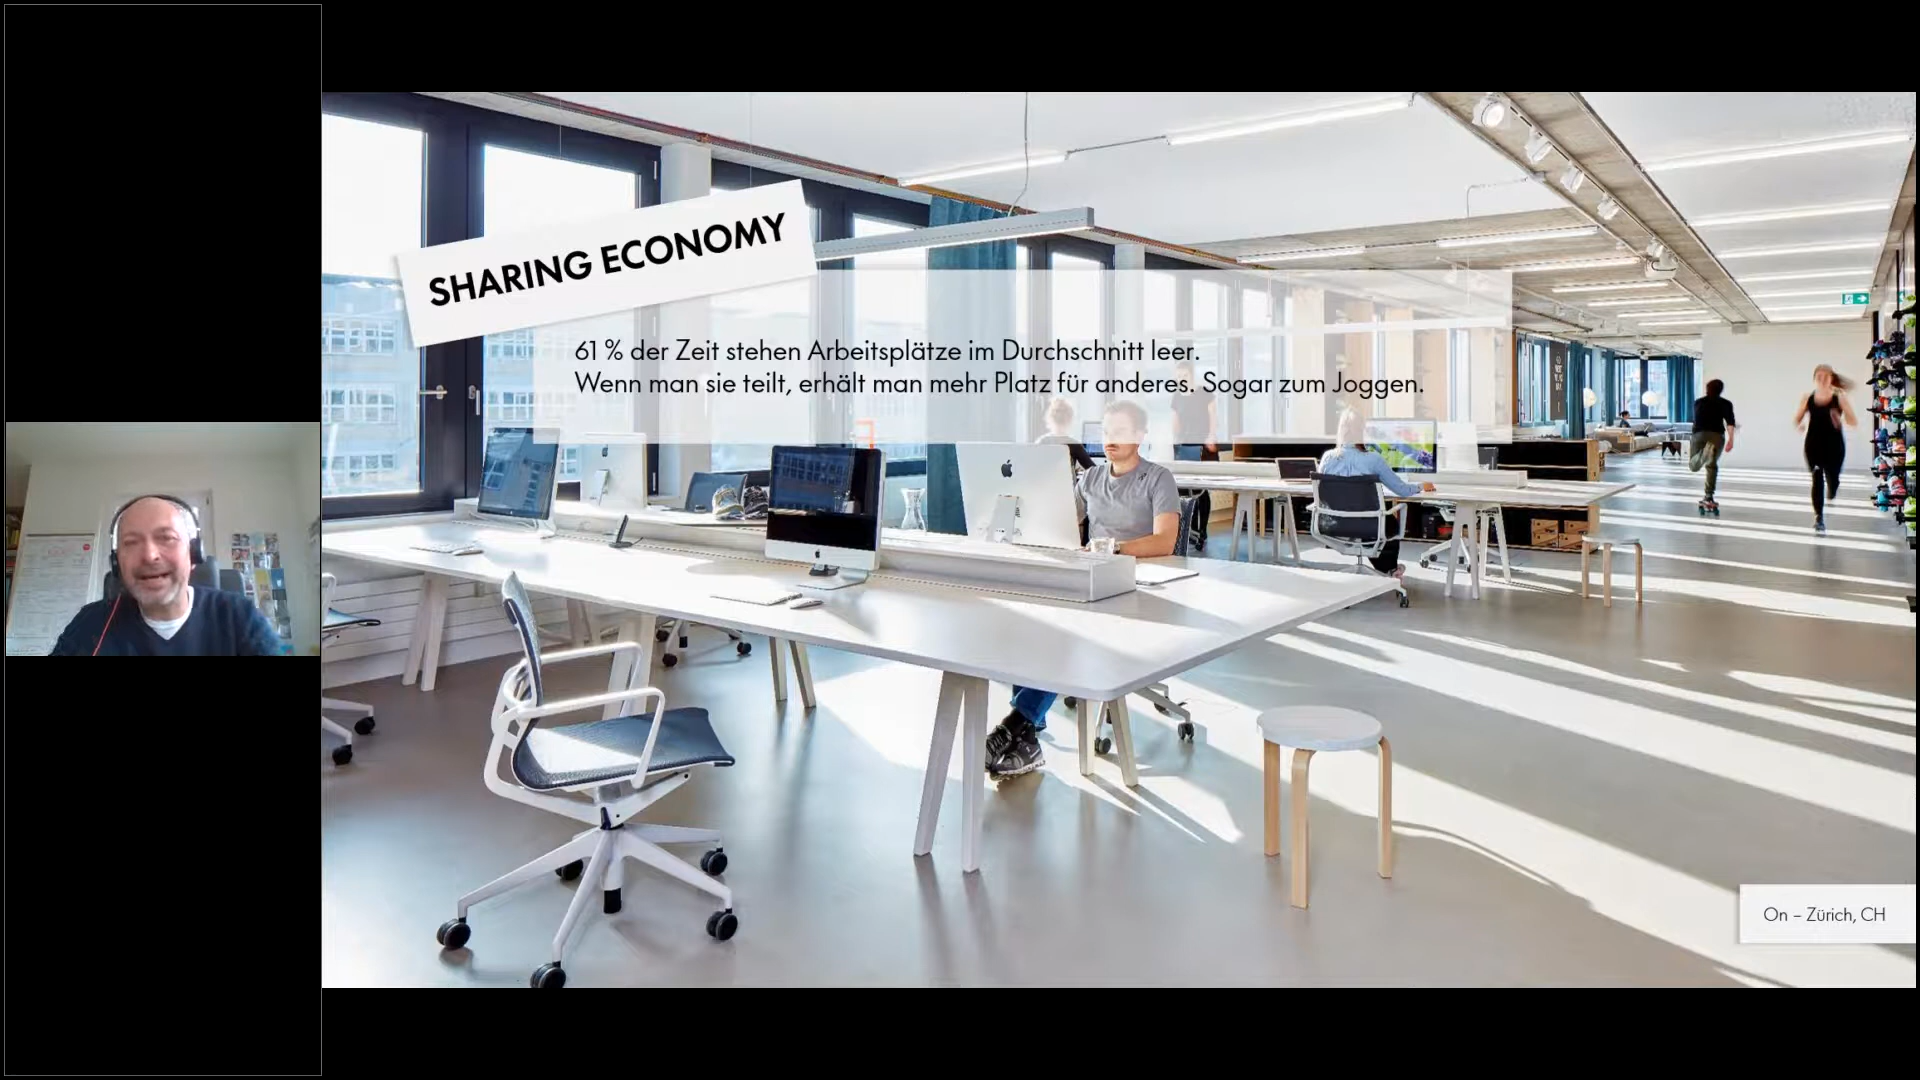 SHARING ECONOMY
61 % der Zeit stehen Arbeitsplätze im Durchschnitt leer.
Wenn man sie teilt, erhält man mehr Platz für anderes. Sogar zum Joggen.
On – Zürich, CH